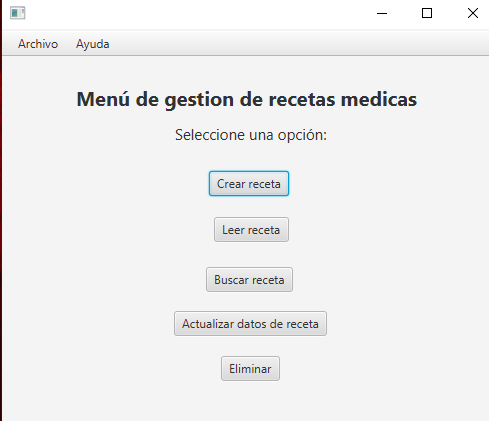 Archivo Ayuda
Menú de gestion de recetas medicas
Seleccione una opción:
Crear receta
Leer receta
Buscar receta
Actualizar datos de receta
Eliminar